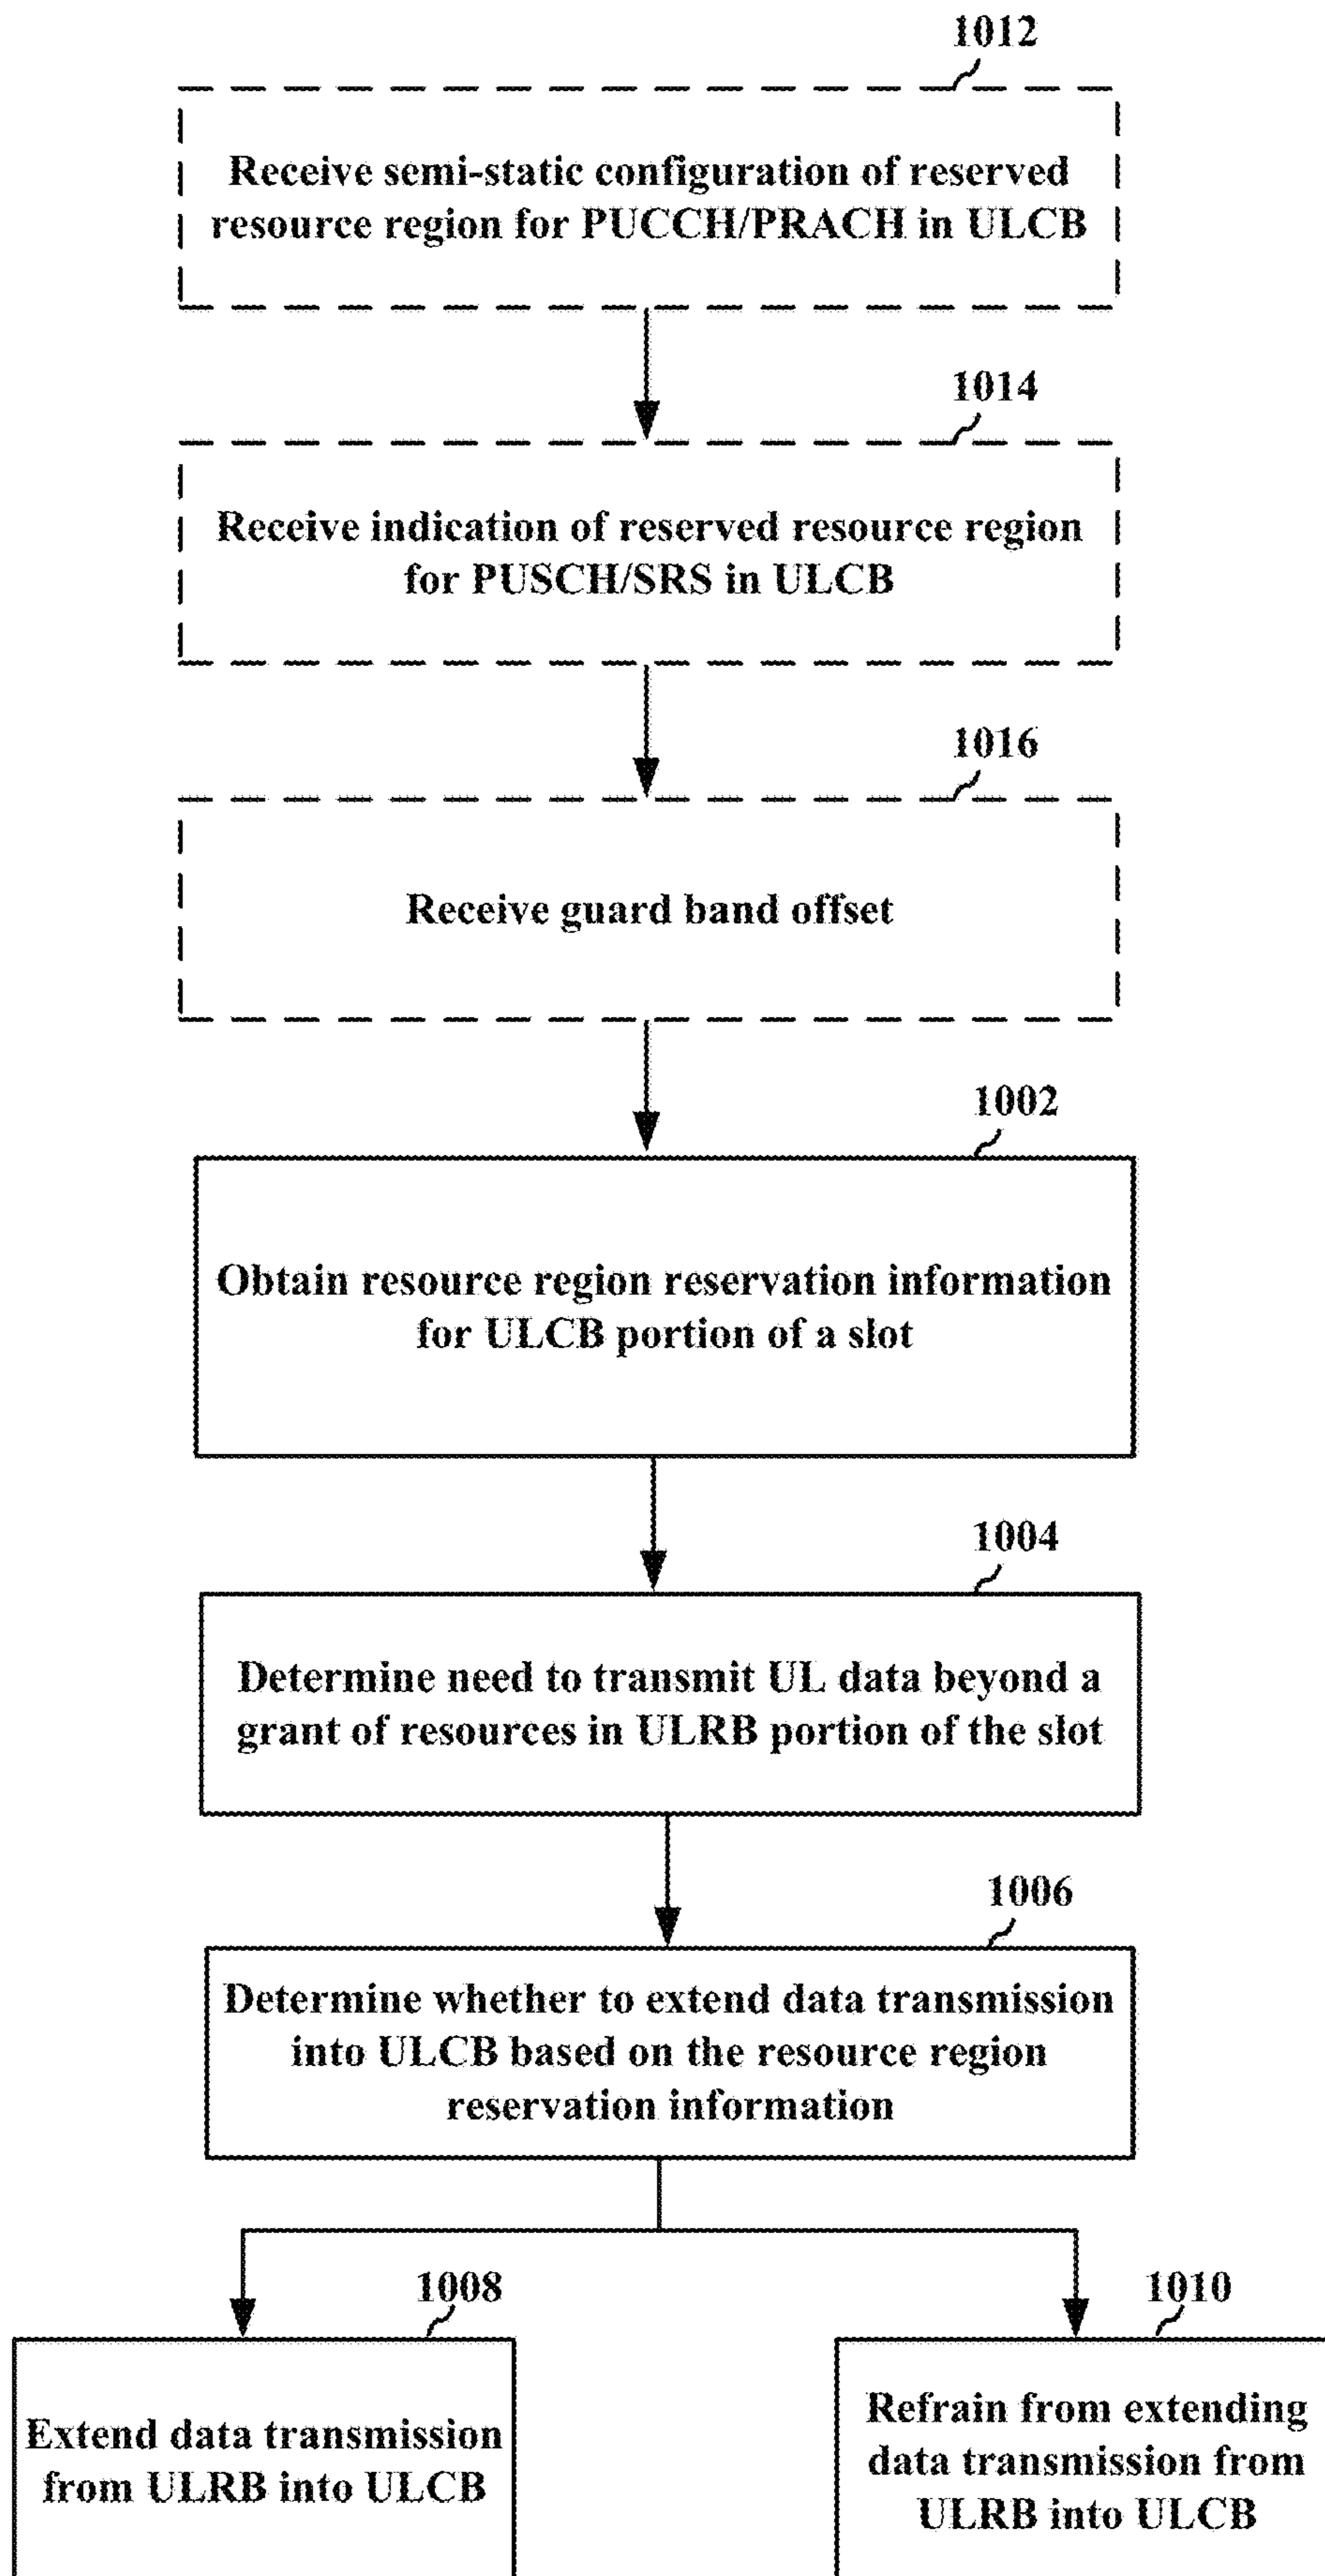 1012
Receive semi-static configuration of reserved
resource region for PUCCH/PRACH in ULCB
1014
Receive indication of reserved resource region
for PUSCH/SRS in ULCB
1016
Receive guard band offset
1002
Obtain resource region reservation information
for ULCB portion of a slot
1004
Determine need to transmit UL data beyond a
grant of resources in ULRB portion of the slot
1006
Determine whether to extend data transmission
into ULCB based on the resource region
reservation information
1008
Extend data transmission
from ULRB into ULCB
1010
Refrain from extending
data transmission from
ULRB into ULCB